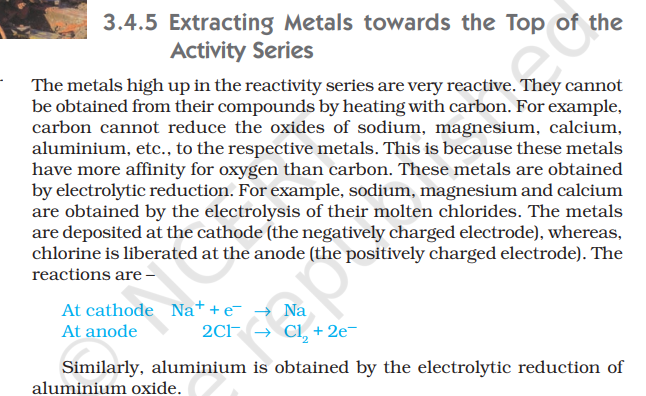 3.4.5 Extracting Metals towards the Top of the
Activity Series
The metals high up in the reactivity series are very reactive. They cannot
be obtained from their compounds by heating with carbon. For example,
carbon cannot reduce the oxides of sodium, magnesium, calcium,
aluminium, etc., to the respective metals. This is because these metals
have more affinity for oxygen than carbon. These metals are obtained
by electrolytic reduction. For example, sodium, magnesium and calcium
are obtained by the electrolysis of their molten chlorides. The metals
are deposited at the cathode (the negatively charged electrode), whereas,
chlorine is liberated at the anode (the positively charged electrode). The
reactions are –
At cathode Na⁺ + e⁻ → Na
At anode 2Cl⁻ → Cl₂ + 2e⁻
Similarly, aluminium is obtained by the electrolytic reduction of
aluminium oxide.
© NCERT
republished